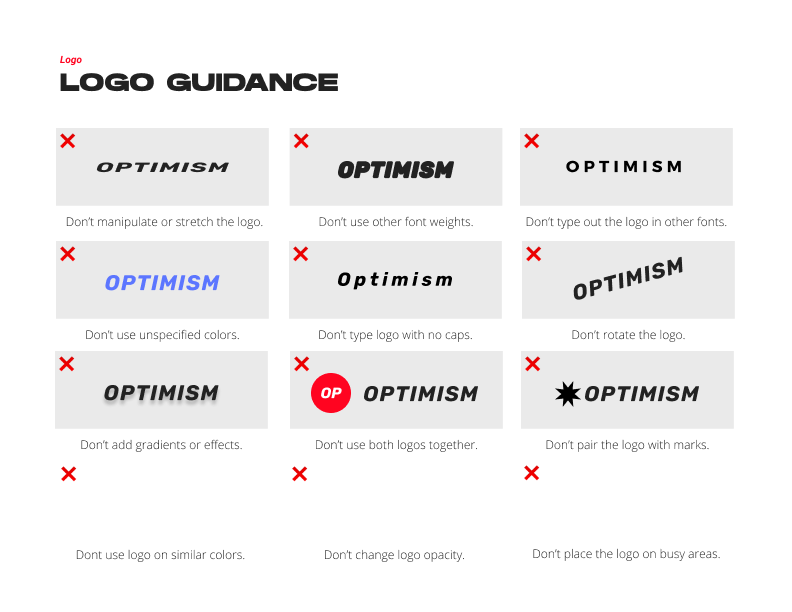 Logo
LOGO GUIDANCE
OPTIMISM
OPTIMISM
OPTIMISM
Don't manipulate or stretch the logo.
Don't use other font weights.
Don't type out the logo in other fonts.
OPTIMISM
Optimism
OPTIMISM
Don't use unspecified colors.
Don't type logo with no caps.
Don't rotate the logo.
OPTIMISM
OP OPTIMISM
OPTIMISM
Don't add gradients or effects.
Don't use both logos together.
Don't pair the logo with marks.
Dont use logo on similar colors.
Don't change logo opacity.
Don't place the logo on busy areas.